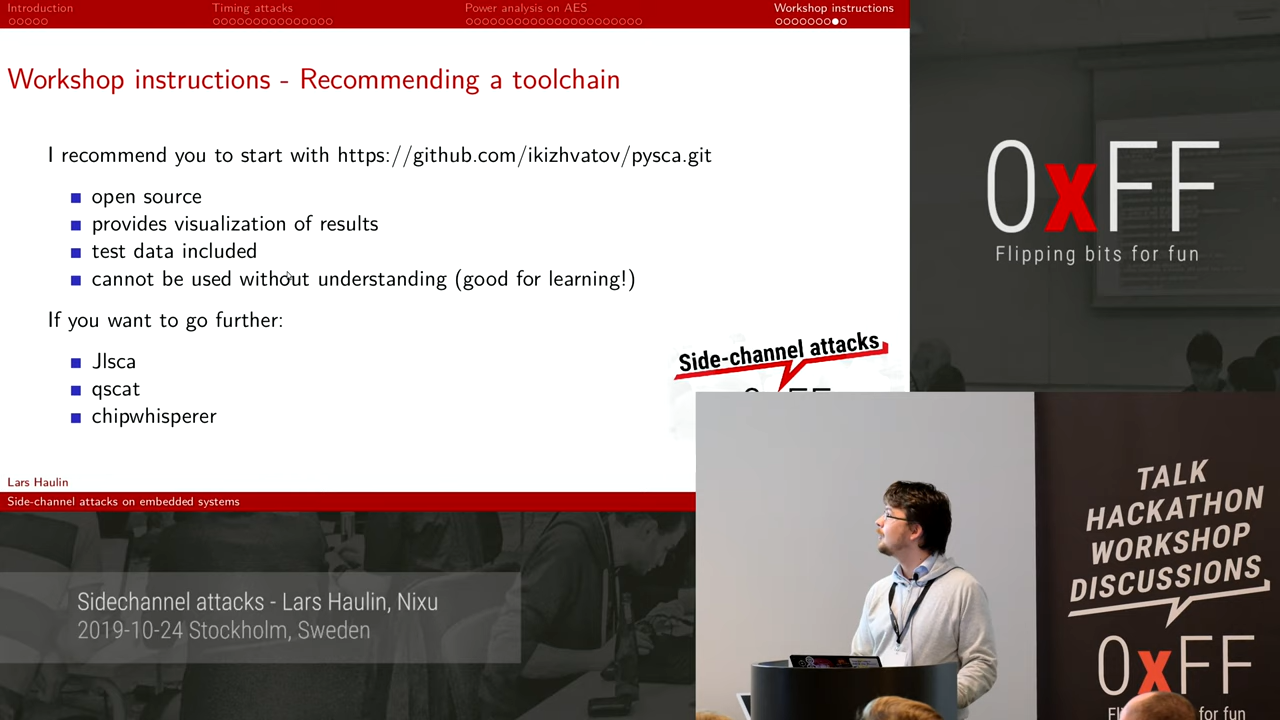 Introduction
Timing attacks
Power analysis on AES
Workshop instructions
Workshop instructions - Recommending a toolchain
I recommend you to start with https://github.com/ikizhvatov/pysca.git
open source
provides visualization of results
test data included
cannot be used without understanding (good for learning!)
If you want to go further:
Jlsca
qscat
chipwhisperer
Side-channel attacks
Lars Haulin
Side-channel attacks on embedded systems
0xFF
Flipping bits for fun
Sidechannel attacks - Lars Haulin, Nixu
2019-10-24 Stockholm, Sweden
TALK
HACKATHON
WORKSHOP
DISCUSSIONS
0xFF
for fun